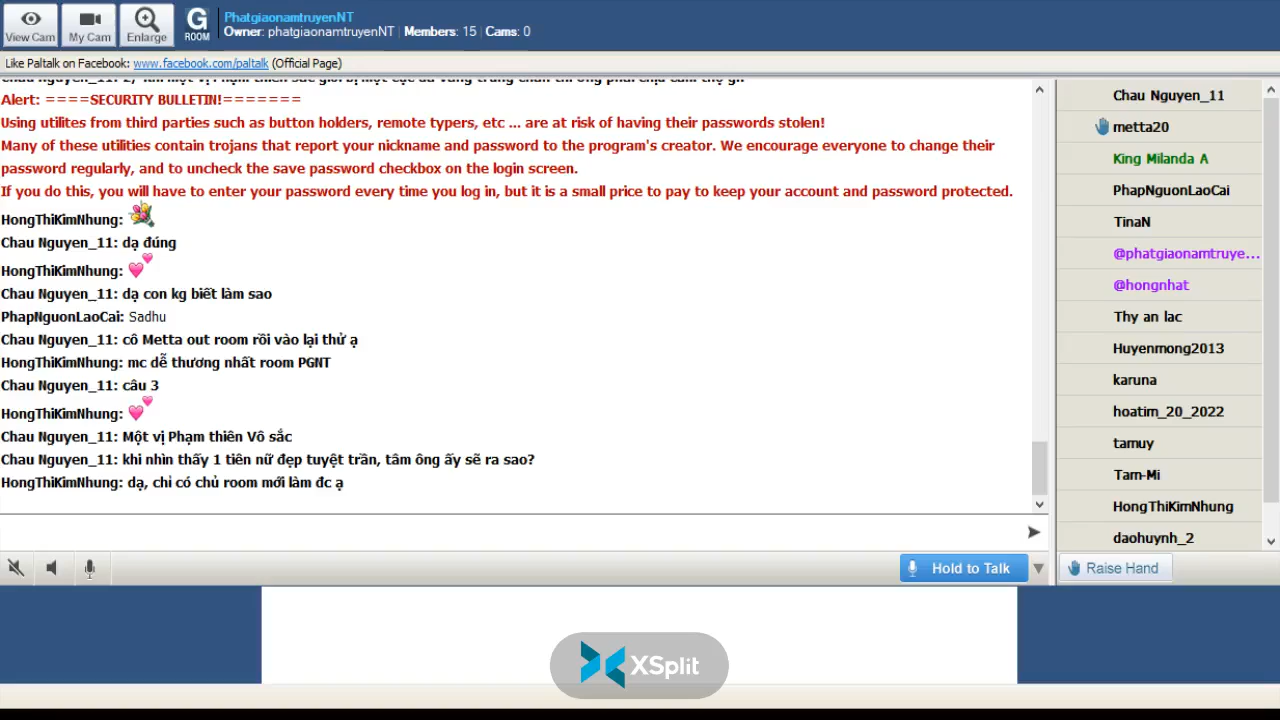 View Cam
My Cam
Enlarge
G
ROOM
PhatgiaonamtruyenNT
Owner: phatgiaonamtruyenNT | Members: 15 | Cams: 0
Like Paltalk on Facebook: www.facebook.com/paltalk (Official Page)
Alert: ====SECURITY BULLETIN!=======
Using utilites from third parties such as button holders, remote typers, etc ... are at risk of having their passwords stolen!
Many of these utilities contain trojans that report your nickname and password to the program's creator. We encourage everyone to change their
password regularly, and to uncheck the save password checkbox on the login screen.
If you do this, you will have to enter your password every time you log in, but it is a small price to pay to keep your account and password protected.
HongThiKimNhung:
Chau Nguyen_11: dạ đúng
HongThiKimNhung:
Chau Nguyen_11: dạ con kg biết làm sao
PhapNguonLaoCai: Sadhu
Chau Nguyen_11: cô Metta out room rồi vào lại thử ạ
HongThiKimNhung: mc dễ thương nhất room PGNT
Chau Nguyen_11: câu 3
HongThiKimNhung:
Chau Nguyen_11: Một vị Phạm thiên Vô sắc
Chau Nguyen_11: khi nhìn thấy 1 tiên nữ đẹp tuyệt trần, tâm ông ấy sẽ ra sao?
HongThiKimNhung: dạ, chỉ có chủ room mới làm đc ạ
Chau Nguyen_11
metta20
King Milanda A
PhapNguonLaoCai
TinaN
@phatgiaonamtruye...
@hongnhat
Thy an lac
Huyenmong2013
karuna
hoatim_20_2022
tamuy
Tam-Mi
HongThiKimNhung
daohuynh_2
Hold to Talk
Raise Hand
XSplit